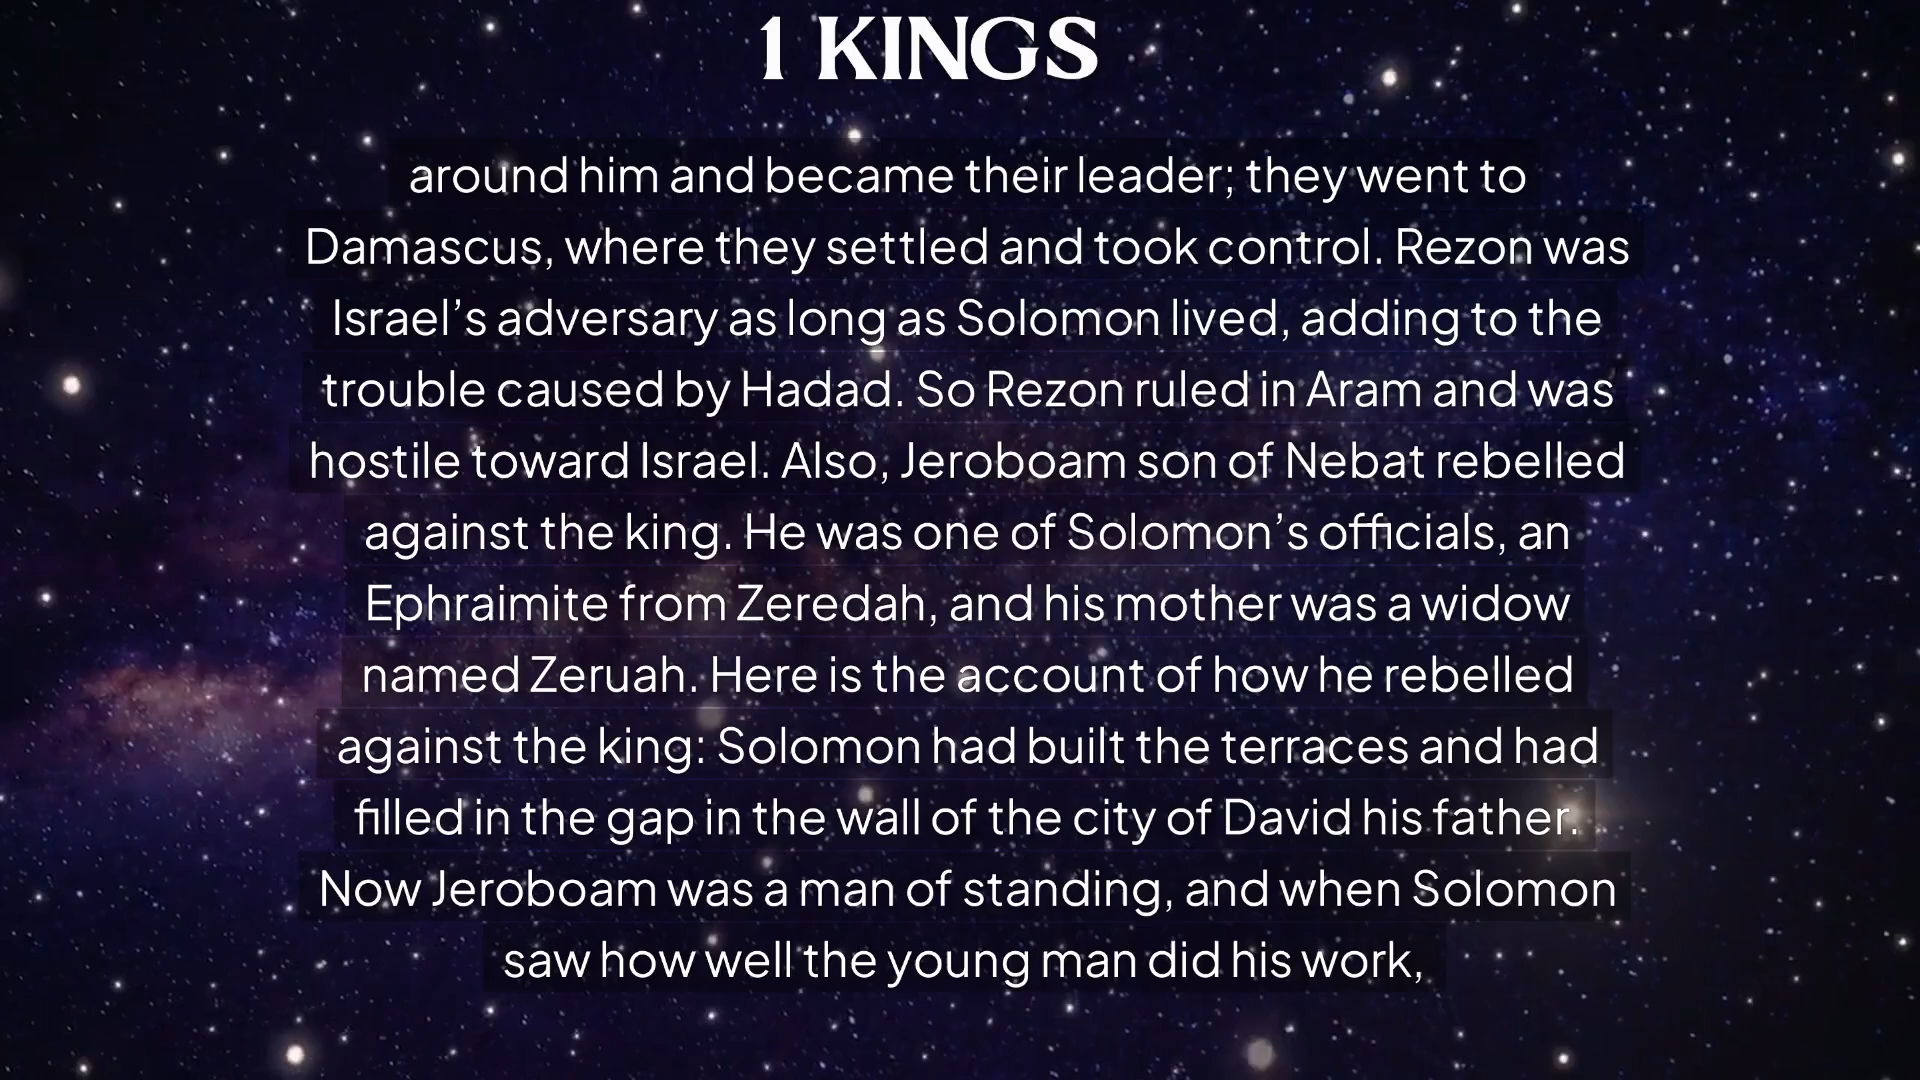 1 KINGS
around him and became their leader; they went to
Damascus, where they settled and took control. Rezon was
Israel’s adversary as long as Solomon lived, adding to the
trouble caused by Hadad. So Rezon ruled in Aram and was
hostile toward Israel. Also, Jeroboam son of Nebat rebelled
against the king. He was one of Solomon’s officials, an
Ephraimite from Zeredah, and his mother was a widow
named Zeruah. Here is the account of how he rebelled
against the king: Solomon had built the terraces and had
filled in the gap in the wall of the city of David his father.
Now Jeroboam was a man of standing, and when Solomon
saw how well the young man did his work,